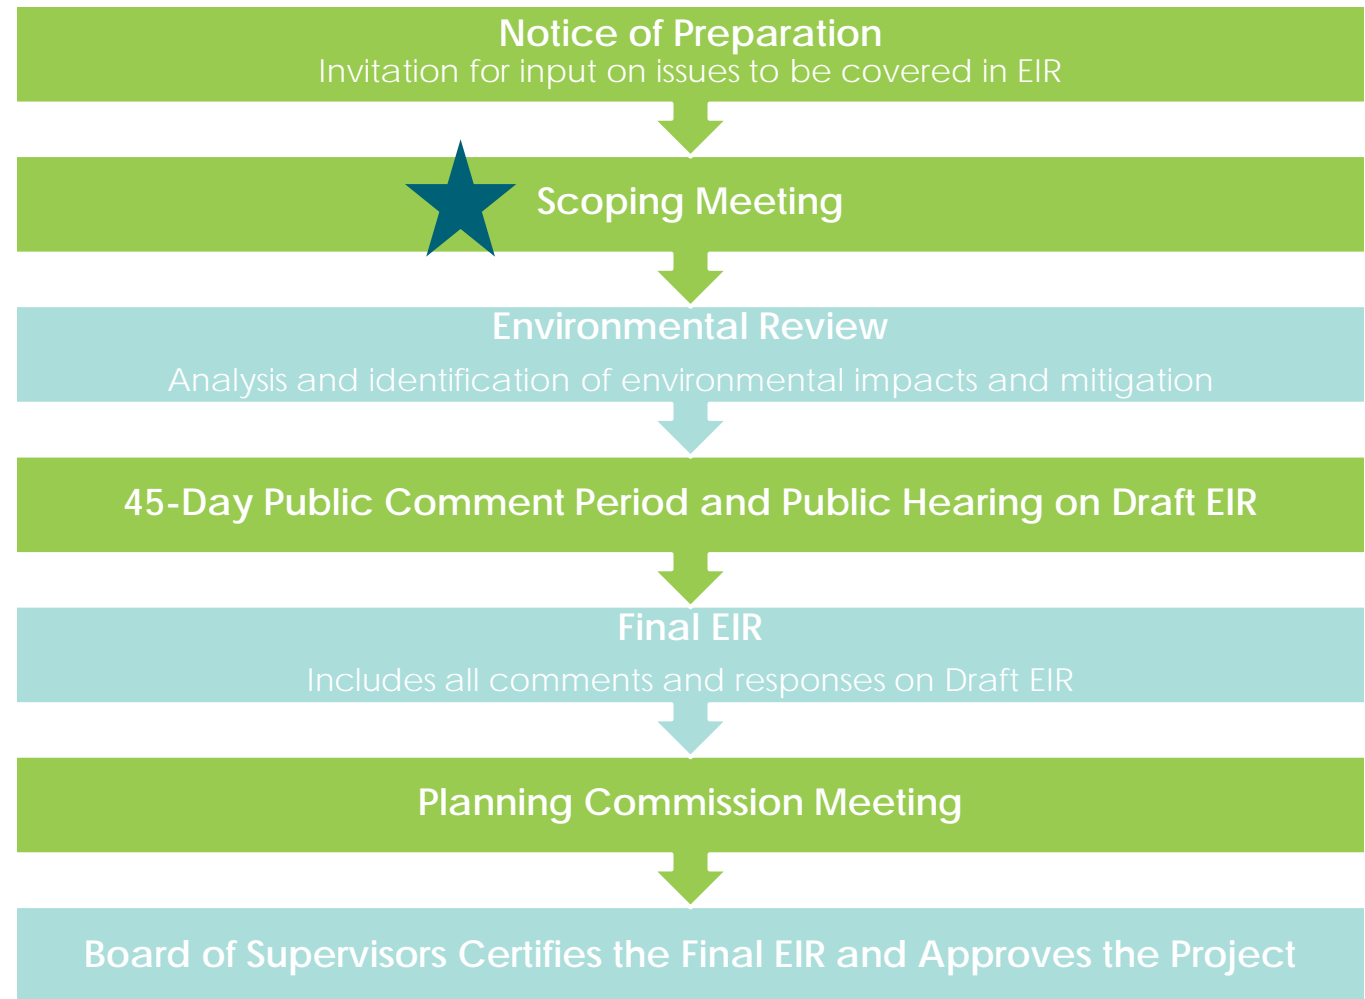 Notice of Preparation
Invitation for input on issues to be covered in EIR
Scoping Meeting
Environmental Review
Analysis and identification of environmental impacts and mitigation
45-Day Public Comment Period and Public Hearing on Draft EIR
Final EIR
Includes all comments and responses on Draft EIR
Planning Commission Meeting
Board of Supervisors Certifies the Final EIR and Approves the Project